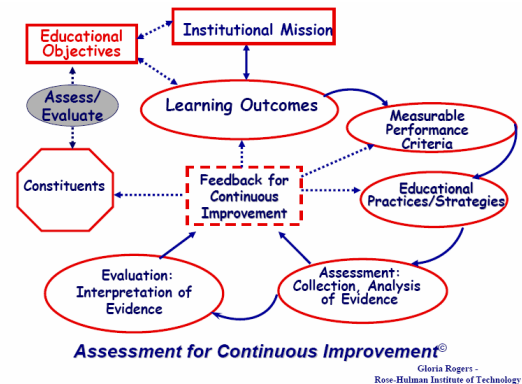 Educational
Objectives
Institutional Mission
Assess/
Evaluate
Learning Outcomes
Measurable
Performance
Criteria
Constituents
Feedback for
Continuous
Improvement
Educational
Practices/Strategies
Evaluation:
Interpretation of
Evidence
Assessment:
Collection, Analysis
of Evidence
Assessment for Continuous Improvement©
Gloria Rogers -
Rose-Hulman Institute of Technology